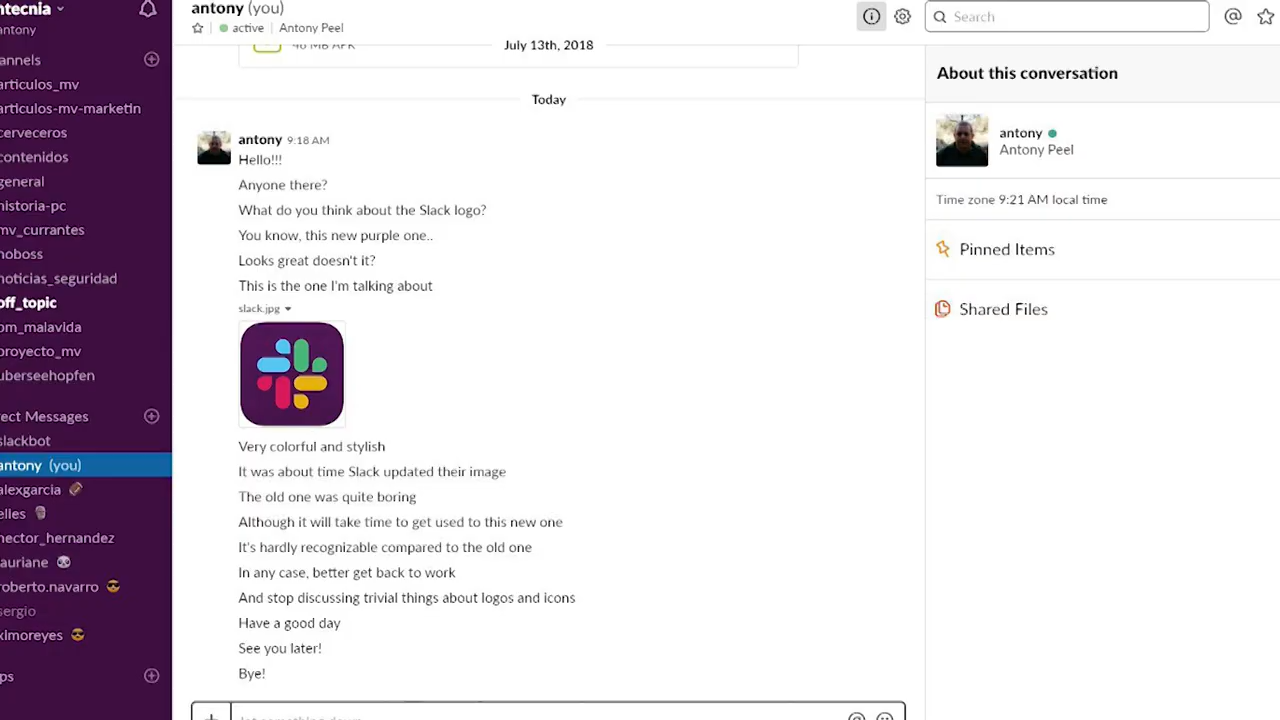 antony
annels
articulos_mv
articulos-mv-marketin
cerveceros
contenidos
general
historia-pc
mv_currantes
noboss
noticias_seguridad
off_topic
pm_malavida
proyecto_mv
uberseehopfen
rect Messages
slackbot
antony (you)
alexgarcia
elles
hector_hernandez
lauriane
roberto.navarro
sergio
ximoreyes
ps
antony (you)
active | Antony Peel
Search
46 MB APK
July 13th, 2018
Today
antony 9:18 AM
Hello!!!
Anyone there?
What do you think about the Slack logo?
You know, this new purple one..
Looks great doesn't it?
This is the one I'm talking about
slack.jpg
Very colorful and stylish
It was about time Slack updated their image
The old one was quite boring
Although it will take time to get used to this new one
It's hardly recognizable compared to the old one
In any case, better get back to work
And stop discussing trivial things about logos and icons
Have a good day
See you later!
Bye!
About this conversation
antony
Antony Peel
Time zone 9:21 AM local time
Pinned Items
Shared Files